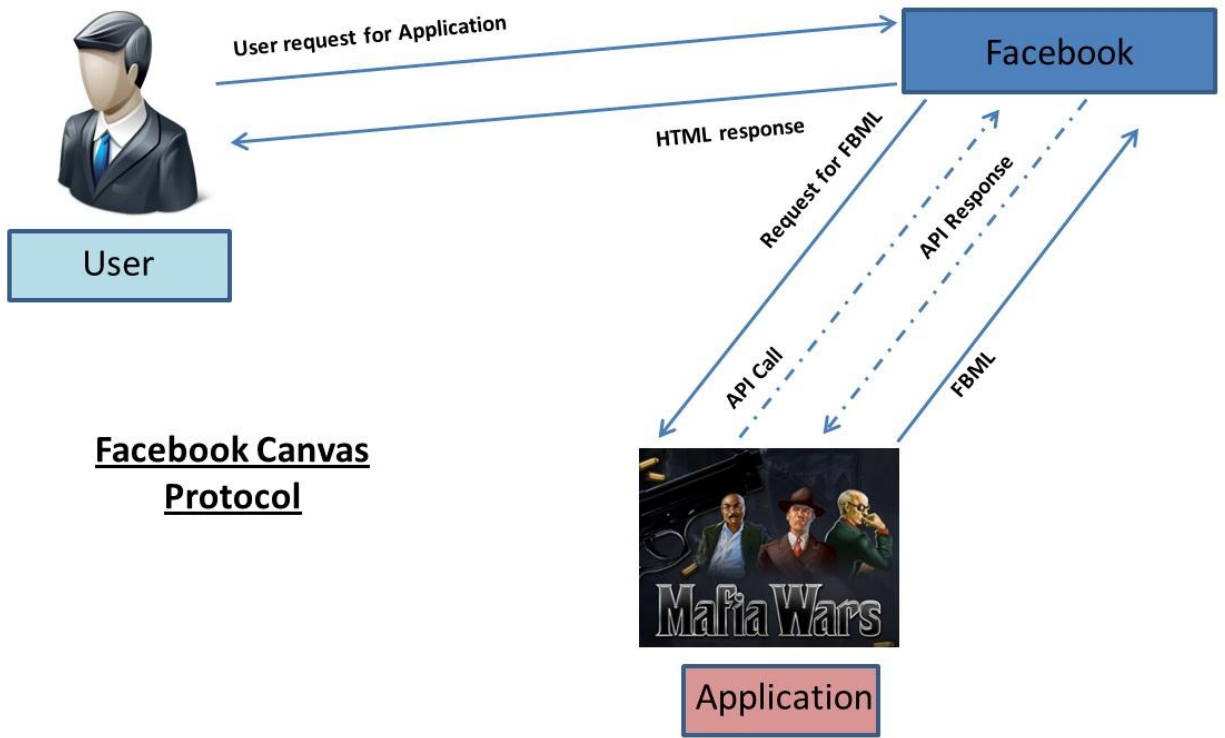 User request for Application
Facebook
HTML response
Request for FBML
API Response
User
API Call
FBML
Facebook Canvas
Protocol
Mafia Wars
Application